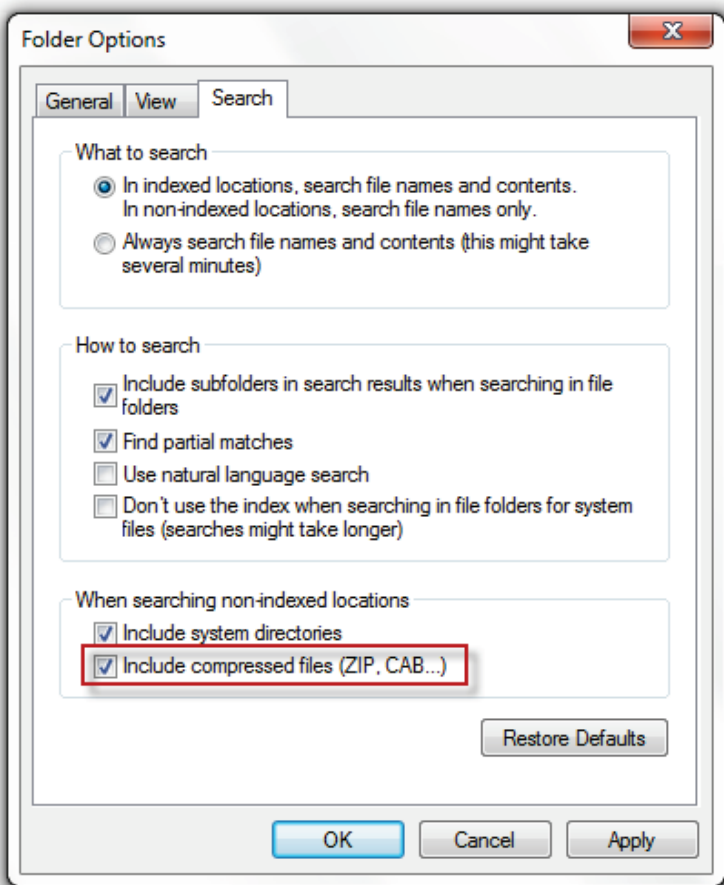 Folder Options
General
View
Search
What to search
In indexed locations, search file names and contents.
In non-indexed locations, search file names only.
Always search file names and contents (this might take
several minutes)
How to search
Include subfolders in search results when searching in file
folders
Find partial matches
Use natural language search
Don't use the index when searching in file folders for system
files (searches might take longer)
When searching non-indexed locations
Include system directories
Include compressed files (ZIP, CAB...)
Restore Defaults
OK
Cancel
Apply